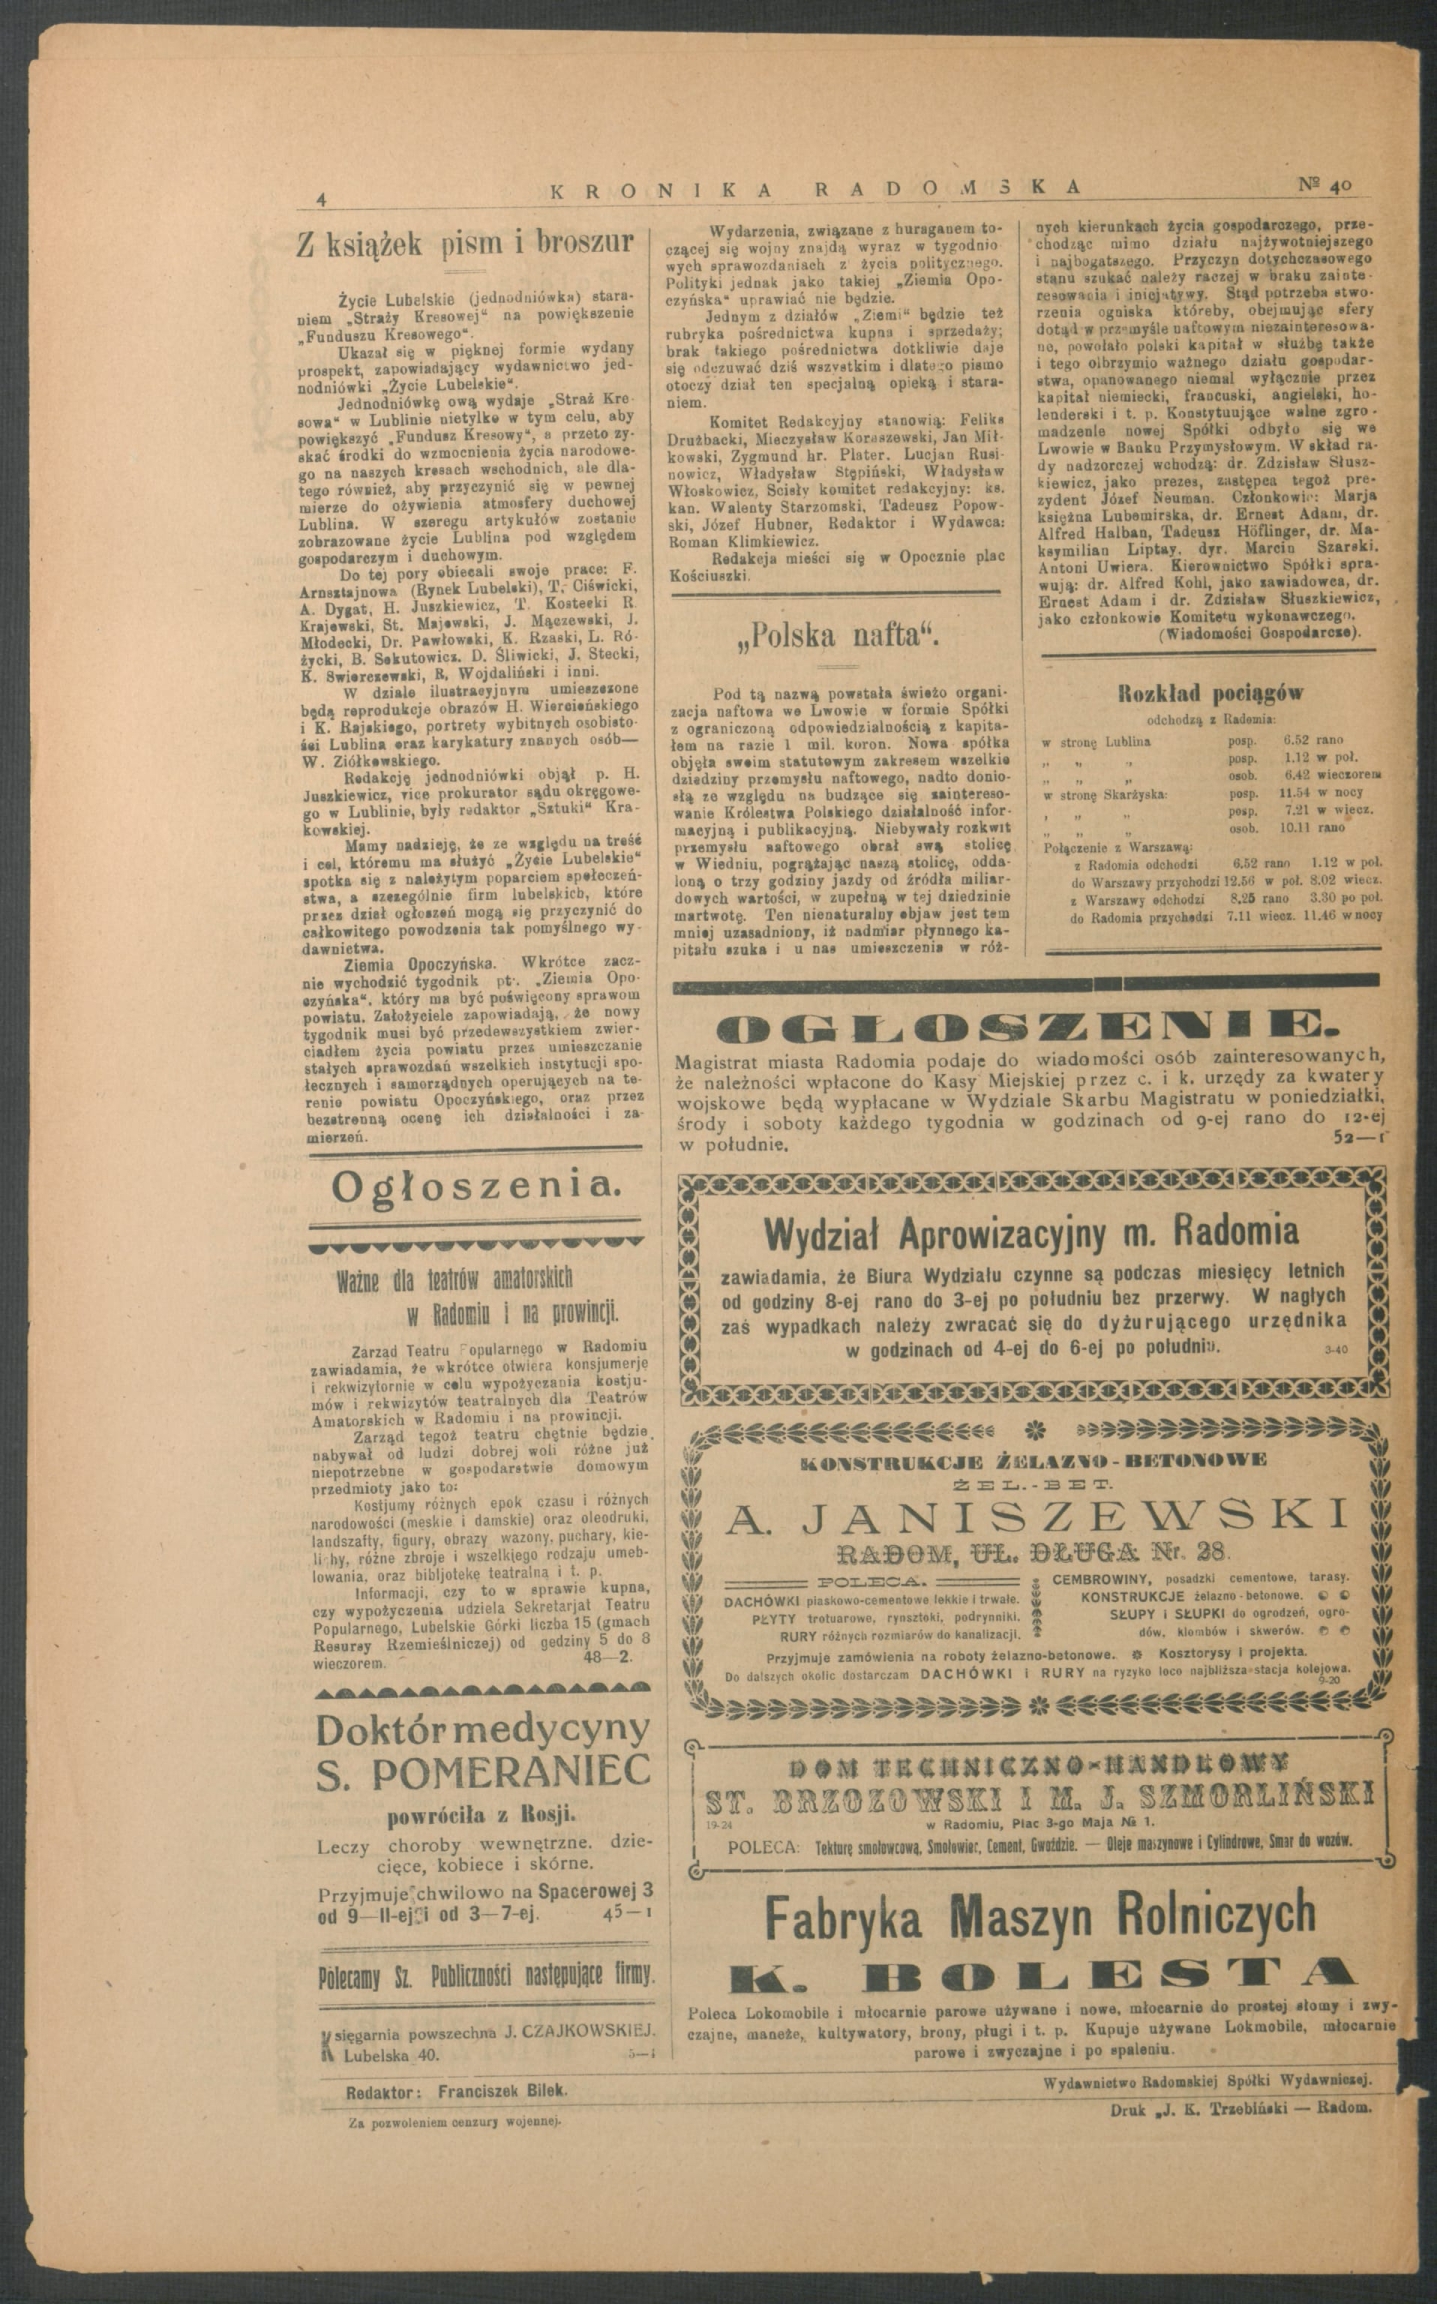 4
KRONIKA RADOMSKA
№ 40
Z książek pism i broszur
Życie Lubelskie (jednodniówka) stara-
niem „Straży Kresowej“ na powiększenie
„Funduszu Kresowego“.
Ukazał się w pięknej formie wydany
prospekt, zapowiadający wydawnictwo jed-
nodniówki „Życie Lubelskie“.
Jednodniówkę ową wydaje „Straż Kre-
sowa“ w Lublinie nietylko w tym celu, aby
powiększyć „Fundusz Kresowy“, a przeto zy-
skać środki do wzmocnienia życia narodowe-
go na naszych kresach wschodnich, ale dla-
tego również, aby przyczynić się w pewnej
mierze do ożywienia atmosfery duchowej
Lublina. W szeregu artykułów zostanie
zobrazowane życie Lublina pod względem
gospodarczym i duchowym.
Do tej pory obiecali swoje prace: F.
Arnsztajnowa (Rynek Lubelski), T. Ciświcki,
A. Dygat, H. Juszkiewicz, T. Kostecki R.
Krajewski, St. Majewski, J. Mączewski, J.
Młodecki, Dr. Pawłowski, K. Rzaski, L. Ró-
życki, B. Sekutowicz. D. Śliwicki, J. Stecki,
K. Swierczewski, R. Wojdaliński i inni.
W dziale ilustracyjnym umieszczone
będą reprodukcje obrazów H. Wiercieńskiego
i K. Rajskiego, portrety wybitnych osobisto-
ści Lublina oraz karykatury znanych osób—
W. Ziółkowskiego.
Redakcję jednodniówki objął p. H.
Juszkiewicz, vice prokurator sądu okręgowe-
go w Lublinie, były redaktor „Sztuki“ Kra-
kowskiej.
Mamy nadzieję, że ze względu na treść
i cel, któremu ma służyć „Życie Lubelskie“
spotka się z należytym poparciem społeczeń-
stwa, a szczególnie firm lubelskich, które
przez dział ogłoszeń mogą się przyczynić do
całkowitego powodzenia tak pomyślnego wy-
dawnictwa.
Ziemia Opoczyńska. Wkrótce zacz-
nie wychodzić tygodnik pt. „Ziemia Opo-
czyńska“, który ma być poświęcony sprawom
powiatu. Założyciele zapowiadają, że nowy
tygodnik musi być przedewszystkiem zwier-
ciadłem życia powiatu przez umieszczanie
stałych sprawozdań wszelkich instytucji spo-
łecznych i samorządnych operujących na te-
renie powiatu Opoczyńskiego, oraz przez
bezstronną ocenę ich działalności i za-
mierzeń.
Ogłoszenia.
Ważne dla teatrów amatorskich
w Radomiu i na prowincji.
Zarząd Teatru Popularnego w Radomiu
zawiadamia, że wkrótce otwiera konsjumerję
i rekwizytornię w celu wypożyczania kostju-
mów i rekwizytów teatralnych dla Teatrów
Amatorskich w Radomiu i na prowincji.
Zarząd tegoż teatru chętnie będzie
nabywał od ludzi dobrej woli różne już
niepotrzebne w gospodarstwie domowym
przedmioty jako to:
Kostjumy różnych epok czasu i różnych
narodowości (męskie i damskie) oraz oleodruki,
landszafty, figury, obrazy wazony, puchary, kie-
lichy, różne zbroje i wszelkiego rodzaju umeb-
lowania, oraz bibljotekę teatralną i t. p.
Informacji, czy to w sprawie kupna,
czy wypożyczenia udziela Sekretarjat Teatru
Popularnego, Lubelskie Górki liczba 15 (gmach
Resursy Rzemieślniczej) od gedziny 5 do 8
wieczorem. 48—2.
Doktór medycyny
S. POMERANIEC
powróciła z Rosji.
Leczy choroby wewnętrzne. dzie-
cięce, kobiece i skórne.
Przyjmuje chwilowo na Spacerowej 3
od 9—11-ej i od 3—7-ej. 45—1
Polecamy Sz. Publiczności następujące firmy.
Księgarnia powszechna J. CZAJKOWSKIEJ.
Lubelska 40. 5—1
Wydarzenia, związane z huraganem to-
czącej się wojny znajdą wyraz w tygodnio-
wych sprawozdaniach z życia politycznego.
Polityki jednak jako takiej „Ziemia Opo-
czyńska“ uprawiać nie będzie.
Jednym z działów „Ziemi“ będzie też
rubryka pośrednictwa kupna i sprzedaży;
brak takiego pośrednictwa dotkliwie daje
się odczuwać dziś wszystkim i dlatego pismo
otoczy dział ten specjalną opieką i stara-
niem.
Komitet Redakcyjny stanowią: Feliks
Drużbacki, Mieczysław Koraszewski, Jan Mił-
kowski, Zygmund hr. Plater. Lucjan Rusi-
nowicz, Władysław Stępiński, Władysław
Włoskowicz, Scisły komitet redakcyjny: ks.
kan. Walenty Starzomski, Tadeusz Popow-
ski, Józef Hubner, Redaktor i Wydawca:
Roman Klimkiewicz.
Redakcja mieści się w Opocznie plac
Kościuszki.
„Polska nafta“.
Pod tą nazwą powstała świeżo organi-
zacja naftowa we Lwowie w formie Spółki
z ograniczoną odpowiedzialnością z kapita-
łem na razie 1 mil. koron. Nowa spółka
objęła swoim statutowym zakresem wszelkie
dziedziny przemysłu naftowego, nadto donio-
słą ze względu na budzące się zaintereso-
wanie Królestwa Polskiego działalność infor-
macyjną i publikacyjną. Niebywały rozkwit
przemysłu naftowego obrał swą stolicę
w Wiedniu, pogrążając naszą stolicę, odda-
loną o trzy godziny jazdy od źródła miliar-
dowych wartości, w zupełną w tej dziedzinie
martwotę. Ten nienaturalny objaw jest tem
mniej uzasadniony, iż nadmiar płynnego ka-
pitału szuka i u nas umieszczenia w róż-
nych kierunkach życia gospodarczego, prze-
chodząc mimo działu najżywotniejszego
i najbogatszego. Przyczyn dotychczasowego
stanu szukać należy raczej w braku zainte-
resowania i inicjatywy. Stąd potrzeba stwo-
rzenia ogniska któreby, obejmując sfery
dotąd w przemyśle naftowym niezainteresowa-
ne, powołało polski kapitał w służbę także
i tego olbrzymio ważnego działu gospodar-
stwa, opanowanego niemal wyłącznie przez
kapitał niemiecki, francuski, angielski, ho-
lenderski i t. p. Konstytuujące walne zgro-
madzenie nowej Spółki odbyło się we
Lwowie w Banku Przymysłowym. W skład ra-
dy nadzorczej wchodzą: dr. Zdzisław Słusz-
kiewicz, jako prezes, zastępca tegoż pre-
zydent Józef Neuman. Członkowie: Marja
księżna Lubomirska, dr. Ernest Adam, dr.
Alfred Halban, Tadeusz Höflinger, dr. Ma-
ksymilian Liptay. dyr. Marcin Szarski.
Antoni Uwiera. Kierownictwo Spółki spra-
wują: dr. Alfred Kohl, jako zawiadowca, dr.
Ernest Adam i dr. Zdzisław Słuszkiewicz,
jako członkowie Komitetu wykonawczego.
(Wiadomości Gospodarcze).
Rozkład pociągów
odchodzą z Radomia:
w stronę Lublina posp. 6.52 rano
„ „ „ posp. 1.12 w poł.
„ „ „ osob. 6.42 wieczorem
w stronę Skarżyska: posp. 11.54 w nocy
„ „ „ posp. 7.21 w wiecz.
„ „ „ osob. 10.11 rano
Połączenie z Warszawą:
z Radomia odchodzi 6.52 rano 1.12 w poł.
do Warszawy przychodzi 12.56 w poł. 8.02 wiecz.
z Warszawy odchodzi 8.25 rano 3.30 po poł.
do Radomia przychodzi 7.11 wiecz. 11.46 w nocy
OGŁOSZENIE.
Magistrat miasta Radomia podaje do wiadomości osób zainteresowanych,
że należności wpłacone do Kasy Miejskiej przez c. i k. urzędy za kwatery
wojskowe będą wypłacane w Wydziale Skarbu Magistratu w poniedziałki,
środy i soboty każdego tygodnia w godzinach od 9-ej rano do 12-ej
w południe. 52—1
Wydział Aprowizacyjny m. Radomia
zawiadamia, że Biura Wydziału czynne są podczas miesięcy letnich
od godziny 8-ej rano do 3-ej po południu bez przerwy. W nagłych
zaś wypadkach należy zwracać się do dyżurującego urzędnika
w godzinach od 4-ej do 6-ej po południu. 3-40
KONSTRUKCJE ŻELAZNO-BETONOWE
ŻEL.-BET.
A. JANISZEWSKI
RADOM, UL. DŁUGA Nr. 28.
POLECA.
DACHÓWKI piaskowo-cementowe lekkie i trwałe.
PŁYTY trotuarowe, rynsztoki, podrynniki.
RURY różnych rozmiarów do kanalizacji.
CEMBROWINY, posadzki cementowe, tarasy.
KONSTRUKCJE żelazno-betonowe.
SŁUPY i SŁUPKI do ogrodzeń, ogro-
dów, klombów i skwerów.
Przyjmuje zamówienia na roboty żelazno-betonowe. Kosztorysy i projekta.
Do dalszych okolic dostarczam DACHÓWKI i RURY na ryzyko loco najbliższa stacja kolejowa.
9-20
DOM TECHNICZNO-HANDLOWY
ST. BRZOZOWSKI I M. J. SZMORLIŃSKI
19-24 w Radomiu, Plac 3-go Maja № 1.
POLECA: Tekturę smołowcową, Smołowiec, Cement, Gwoździe. — Oleje maszynowe i Cylindrowe, Smar do wozów.
Fabryka Maszyn Rolniczych
K. BOLESTA
Poleca Lokomobile i młocarnie parowe używane i nowe, młocarnie do prostej słomy i zwy-
czajne, maneże, kultywatory, brony, pługi i t. p. Kupuje używane Lokmobile, młocarnie
parowe i zwyczajne i po spaleniu.
Redaktor: Franciszek Bilek.
Wydawnictwo Radomskiej Spółki Wydawniczej.
Za pozwoleniem cenzury wojennej.
Druk „J. K. Trzebiński — Radom.